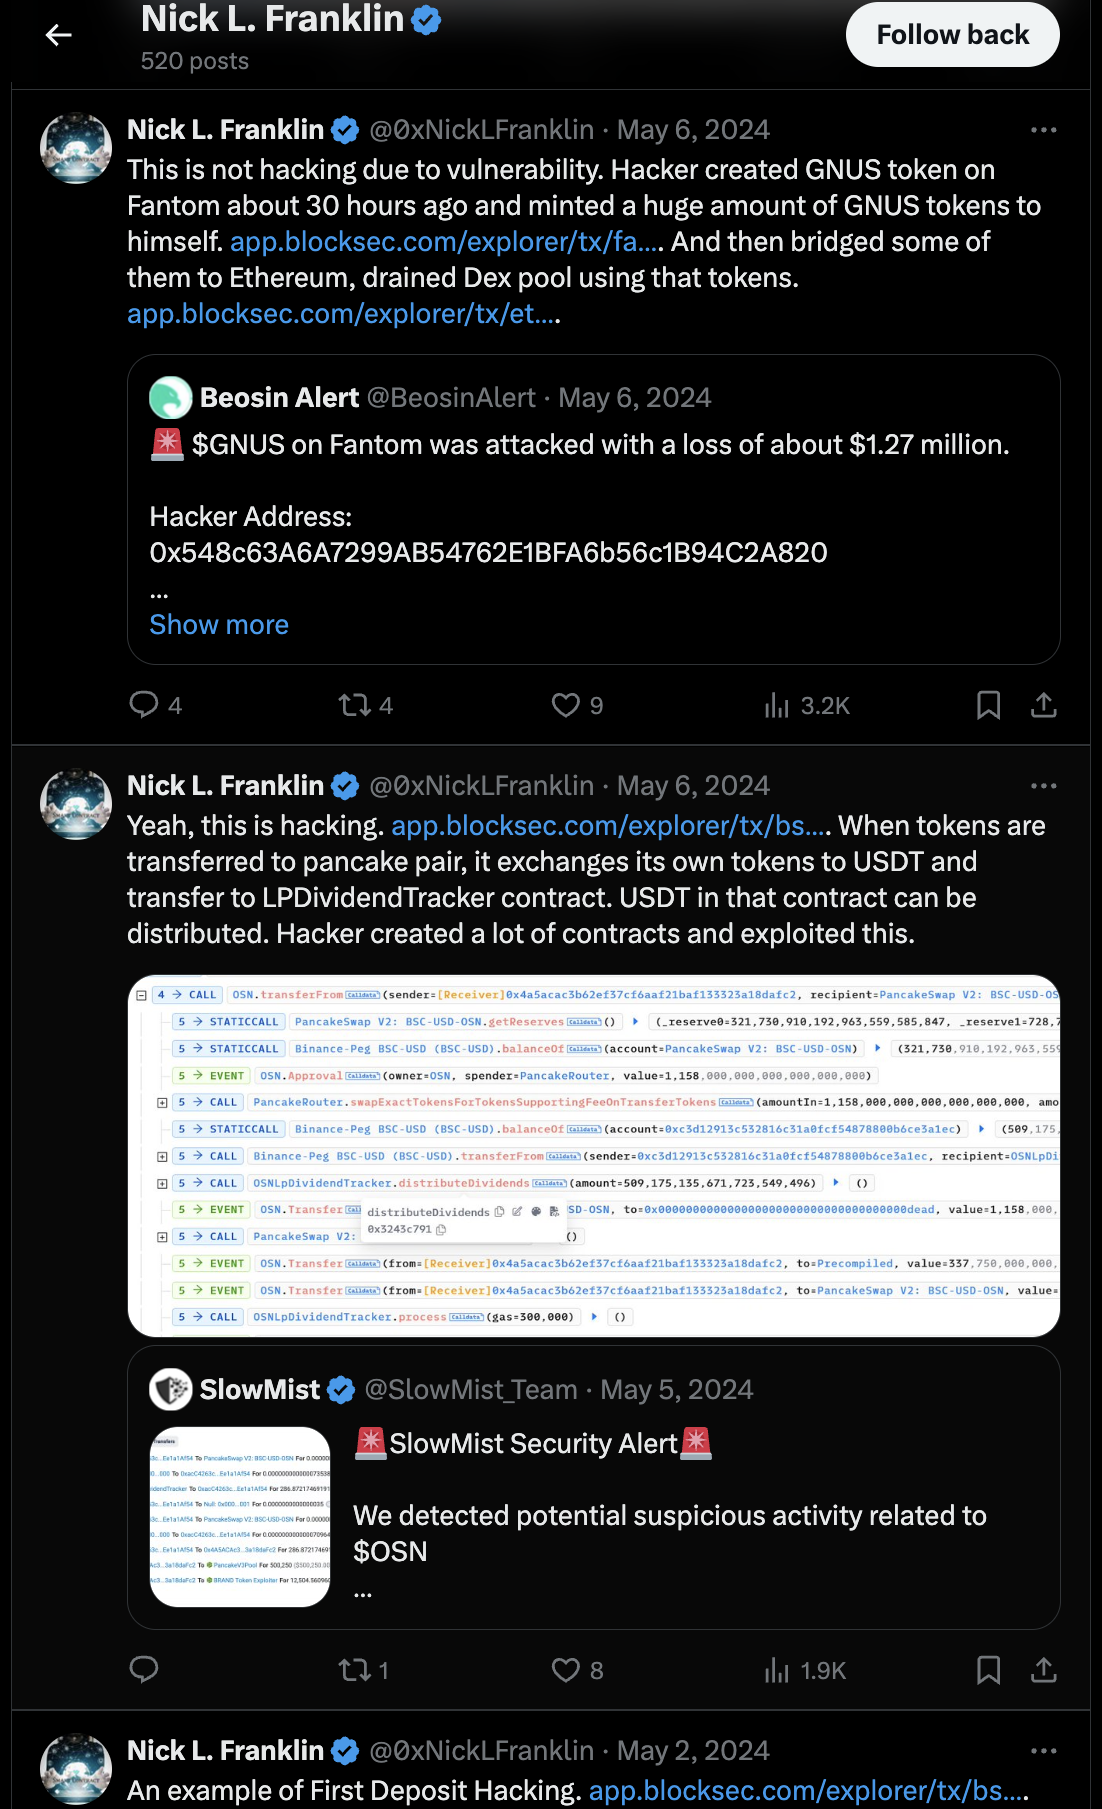 Nick L. Franklin
520 posts
Follow back
Nick L. Franklin @0xNickLFranklin · May 6, 2024
This is not hacking due to vulnerability. Hacker created GNUS token on
Fantom about 30 hours ago and minted a huge amount of GNUS tokens to
himself. app.blocksec.com/explorer/tx/fa…. And then bridged some of
them to Ethereum, drained Dex pool using that tokens.
app.blocksec.com/explorer/tx/et….
Beosin Alert @BeosinAlert · May 6, 2024
🚨 $GNUS on Fantom was attacked with a loss of about $1.27 million.
Hacker Address:
0x548c63A6A7299AB54762E1BFA6b56c1B94C2A820
...
Show more
4 4 9 3.2K
Nick L. Franklin @0xNickLFranklin · May 6, 2024
Yeah, this is hacking. app.blocksec.com/explorer/tx/bs…. When tokens are
transferred to pancake pair, it exchanges its own tokens to USDT and
transfer to LPDividendTracker contract. USDT in that contract can be
distributed. Hacker created a lot of contracts and exploited this.
4 → CALL OSN.transferFrom Calldata (sender=[Receiver]0x4a5acac3b62ef37cf6aaf21baf133323a18dafc2, recipient=PancakeSwap V2: BSC-USD-OS
5 → STATICCALL PancakeSwap V2: BSC-USD-OSN.getReserves Calldata () ▶ (_reserve0=321,730,910,192,963,559,585,847, _reserve1=728,7
5 → STATICCALL Binance-Peg BSC-USD (BSC-USD).balanceOf Calldata (account=PancakeSwap V2: BSC-USD-OSN) ▶ (321,730,910,192,963,559
5 → EVENT OSN.Approval Calldata (owner=OSN, spender=PancakeRouter, value=1,158,000,000,000,000,000,000)
5 → CALL PancakeRouter.swapExactTokensForTokensSupportingFeeOnTransferTokens Calldata (amountIn=1,158,000,000,000,000,000,000, amo
5 → STATICCALL Binance-Peg BSC-USD (BSC-USD).balanceOf Calldata (account=0xc3d12913c532816c31a0fcf54878800b6ce3a1ec) ▶ (509,175,
5 → CALL Binance-Peg BSC-USD (BSC-USD).transferFrom Calldata (sender=0xc3d12913c532816c31a0fcf54878800b6ce3a1ec, recipient=OSNLpDi
5 → CALL OSNLpDividendTracker.distributeDividends Calldata (amount=509,175,135,671,723,549,496) ▶ ()
5 → EVENT OSN.Transfer SD-OSN, to=0x000000000000000000000000000000000000dead, value=1,158,000,
distributeDividends
0x3243c791
5 → CALL PancakeSwap V2: ()
5 → EVENT OSN.Transfer Calldata (from=[Receiver]0x4a5acac3b62ef37cf6aaf21baf133323a18dafc2, to=Precompiled, value=337,750,000,000,
5 → EVENT OSN.Transfer Calldata (from=[Receiver]0x4a5acac3b62ef37cf6aaf21baf133323a18dafc2, to=PancakeSwap V2: BSC-USD-OSN, value=
5 → CALL OSNLpDividendTracker.process Calldata (gas=300,000) ▶ ()
SlowMist @SlowMist_Team · May 5, 2024
🚨SlowMist Security Alert🚨
We detected potential suspicious activity related to
$OSN
...
1 8 1.9K
Nick L. Franklin @0xNickLFranklin · May 2, 2024
An example of First Deposit Hacking. app.blocksec.com/explorer/tx/bs….